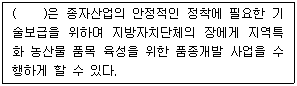 (    )은 종자산업의 안정적인 정착에 필요한 기
술보급을 위하여 지방자치단체의 장에게 지역특
화 농산물 품목 육성을 위한 품종개발 사업을 수
행하게 할 수 있다.